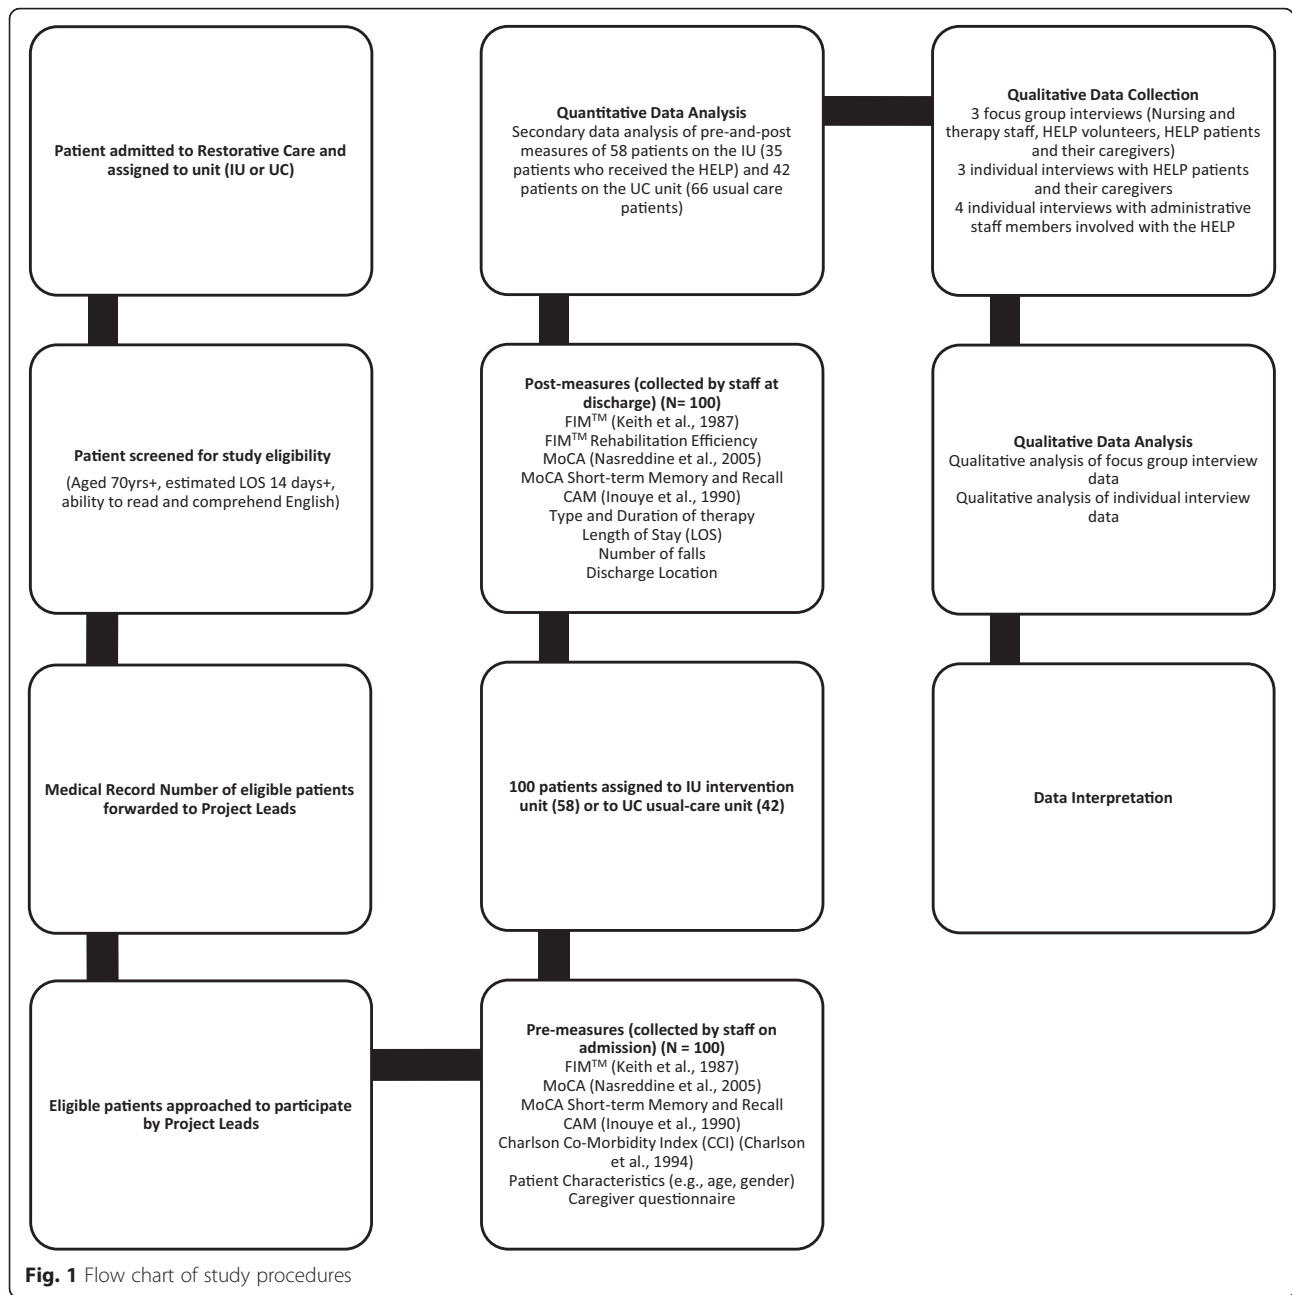 Patient admitted to Restorative Care and
assigned to unit (IU or UC)
Patient screened for study eligibility
(Aged 70yrs+, estimated LOS 14 days+,
ability to read and comprehend English)
Medical Record Number of eligible patients
forwarded to Project Leads
Eligible patients approached to participate
by Project Leads
Pre-measures (collected by staff on
admission) (N = 100)
FIM™ (Keith et al., 1987)
MoCA (Nasreddine et al., 2005)
MoCA Short-term Memory and Recall
CAM (Inouye et al., 1990)
Charlson Co-Morbidity Index (CCI) (Charlson
et al., 1994)
Patient Characteristics (e.g., age, gender)
Caregiver questionnaire
100 patients assigned to IU intervention
unit (58) or to UC usual-care unit (42)
Post-measures (collected by staff at
discharge) (N= 100)
FIM™ (Keith et al., 1987)
FIM™ Rehabilitation Efficiency
MoCA (Nasreddine et al., 2005)
MoCA Short-term Memory and Recall
CAM (Inouye et al., 1990)
Type and Duration of therapy
Length of Stay (LOS)
Number of falls
Discharge Location
Quantitative Data Analysis
Secondary data analysis of pre-and-post
measures of 58 patients on the IU (35
patients who received the HELP) and 42
patients on the UC unit (66 usual care
patients)
Qualitative Data Collection
3 focus group interviews (Nursing and
therapy staff, HELP volunteers, HELP patients
and their caregivers)
3 individual interviews with HELP patients
and their caregivers
4 individual interviews with administrative
staff members involved with the HELP
Qualitative Data Analysis
Qualitative analysis of focus group interview
data
Qualitative analysis of individual interview
data
Data Interpretation
Fig. 1 Flow chart of study procedures